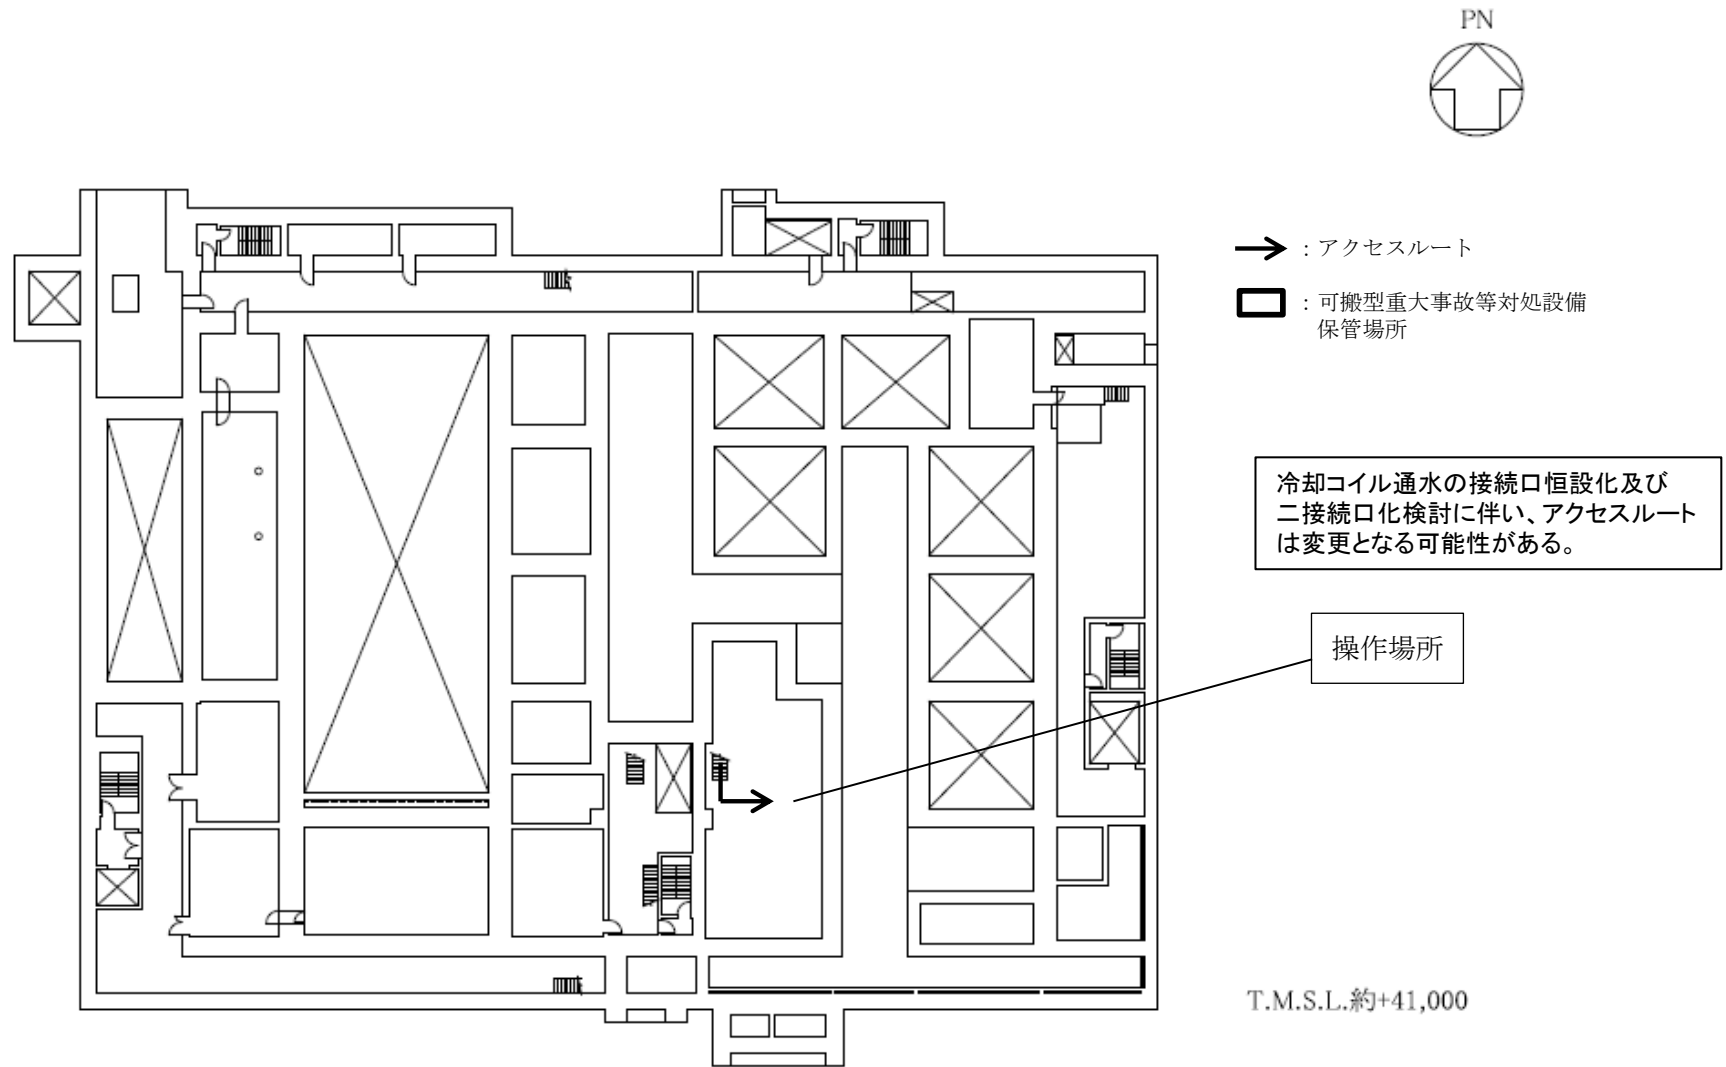 PN
：アクセスルート
：可搬型重大事故等対処設備
保管場所
冷却コイル通水の接続口恒設化及び
二接続口化検討に伴い、アクセスルート
は変更となる可能性がある。
操作場所
T.M.S.L.約+41,000